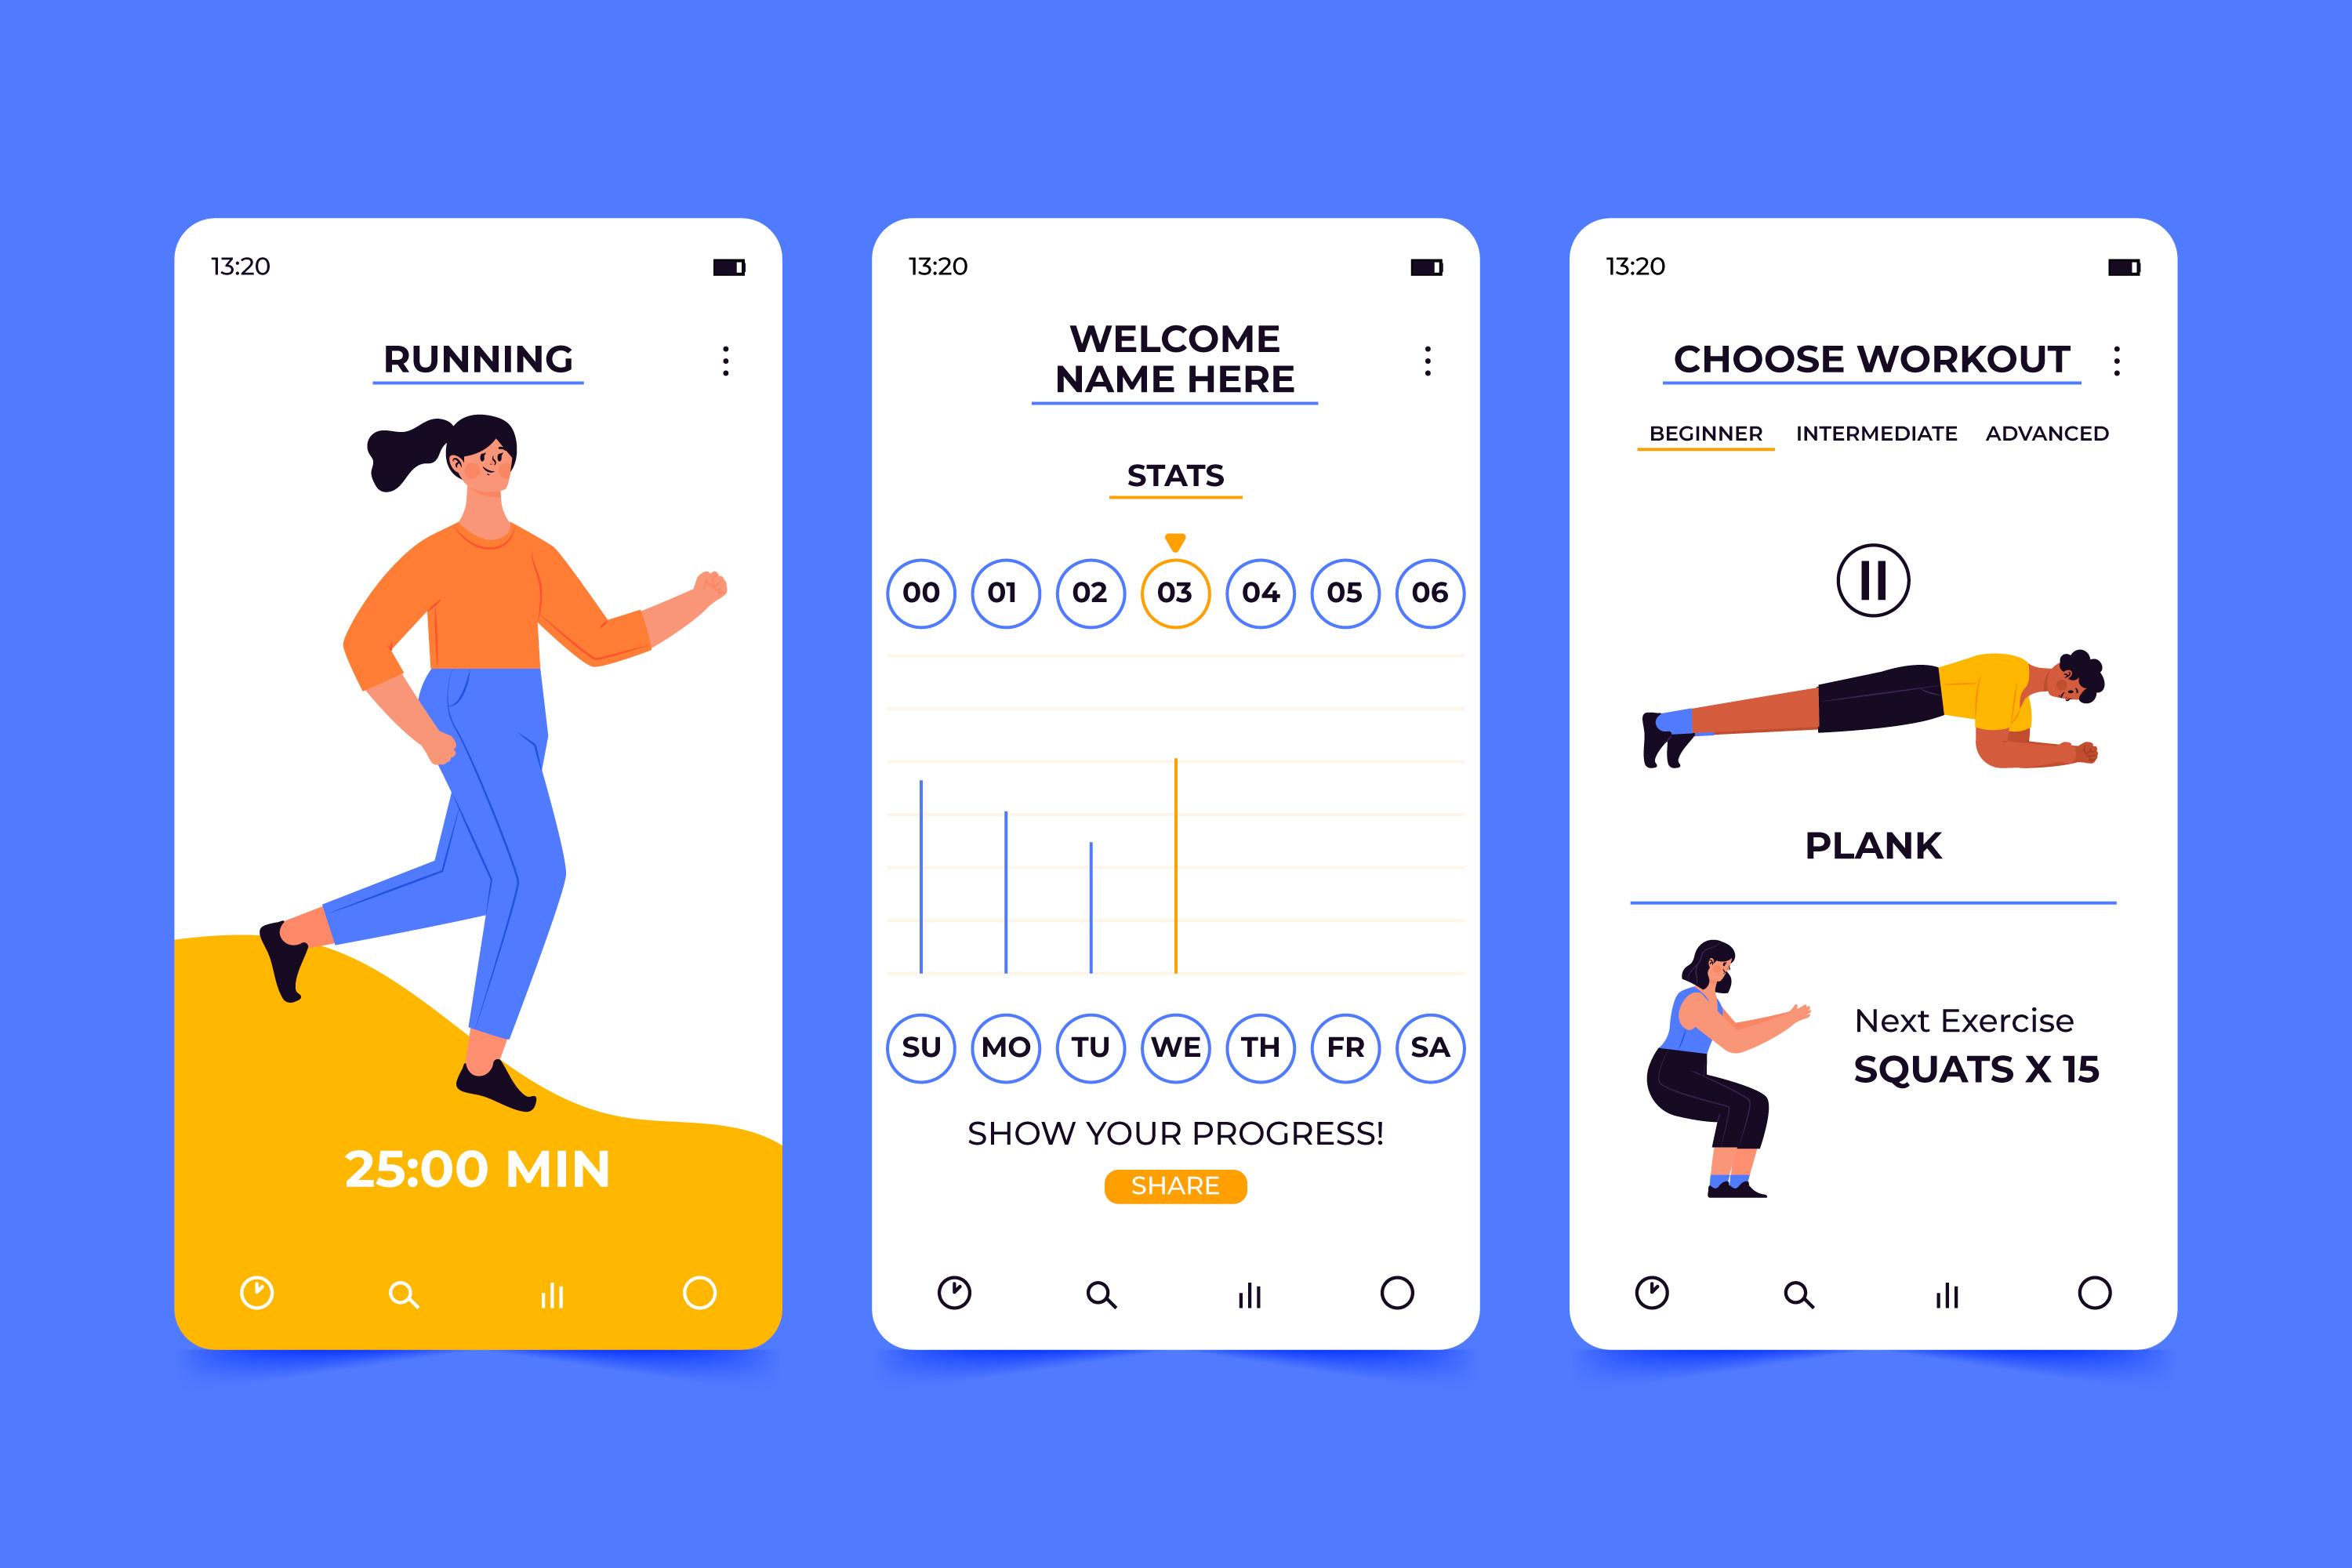 13:20
RUNNING
25:00 MIN
13:20
WELCOME
NAME HERE
STATS
00 01 02 03 04 05 06
SU MO TU WE TH FR SA
SHOW YOUR PROGRESS!
SHARE
13:20
CHOOSE WORKOUT
BEGINNER INTERMEDIATE ADVANCED
PLANK
Next Exercise
SQUATS X 15